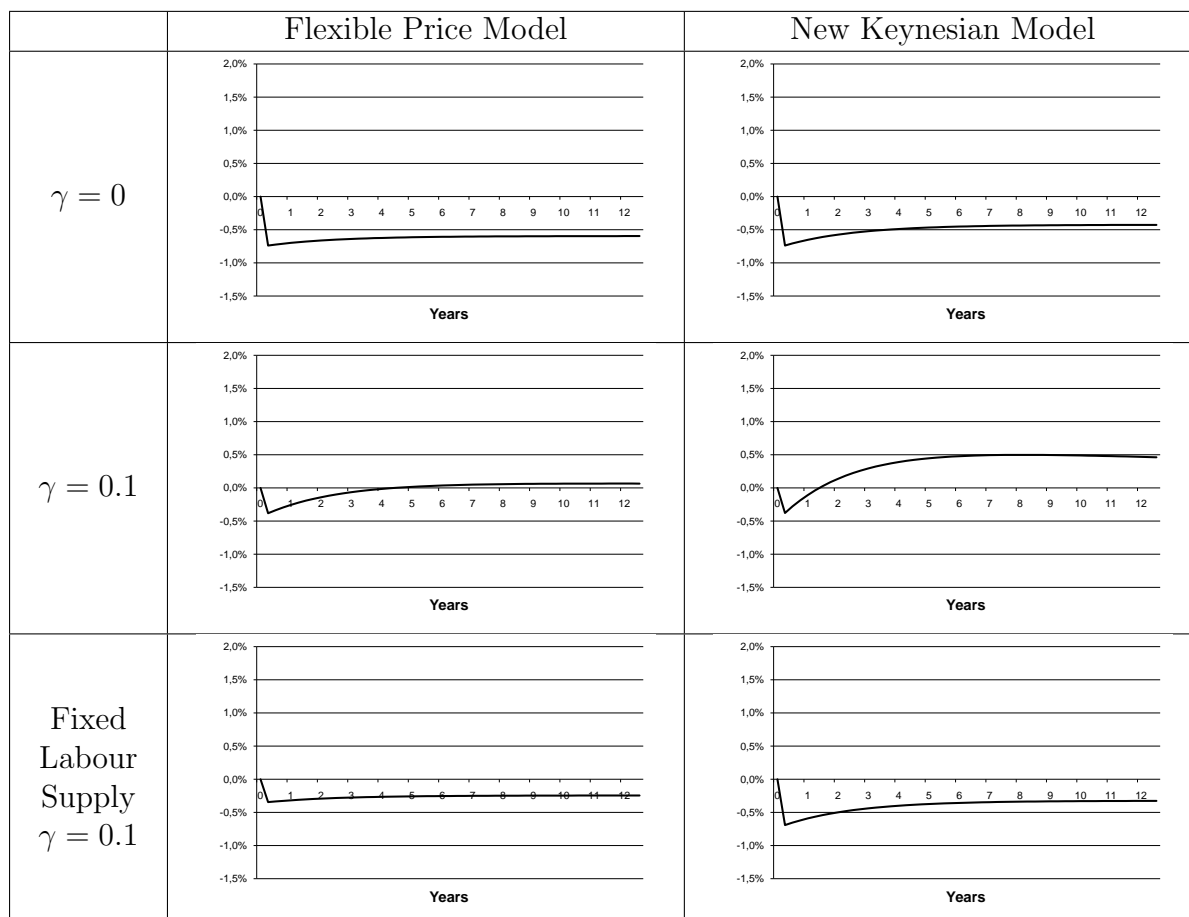 Flexible Price Model
New Keynesian Model
γ = 0
2,0%
1,5%
1,0%
0,5%
0,0%
0 1 2 3 4 5 6 7 8 9 10 11 12
-0,5%
-1,0%
-1,5%
Years
2,0%
1,5%
1,0%
0,5%
0,0%
0 1 2 3 4 5 6 7 8 9 10 11 12
-0,5%
-1,0%
-1,5%
Years
γ = 0.1
2,0%
1,5%
1,0%
0,5%
0,0%
0 1 2 3 4 5 6 7 8 9 10 11 12
-0,5%
-1,0%
-1,5%
Years
2,0%
1,5%
1,0%
0,5%
0,0%
0 1 2 3 4 5 6 7 8 9 10 11 12
-0,5%
-1,0%
-1,5%
Years
Fixed
Labour
Supply
γ = 0.1
2,0%
1,5%
1,0%
0,5%
0,0%
0 1 2 3 4 5 6 7 8 9 10 11 12
-0,5%
-1,0%
-1,5%
Years
2,0%
1,5%
1,0%
0,5%
0,0%
0 1 2 3 4 5 6 7 8 9 10 11 12
-0,5%
-1,0%
-1,5%
Years